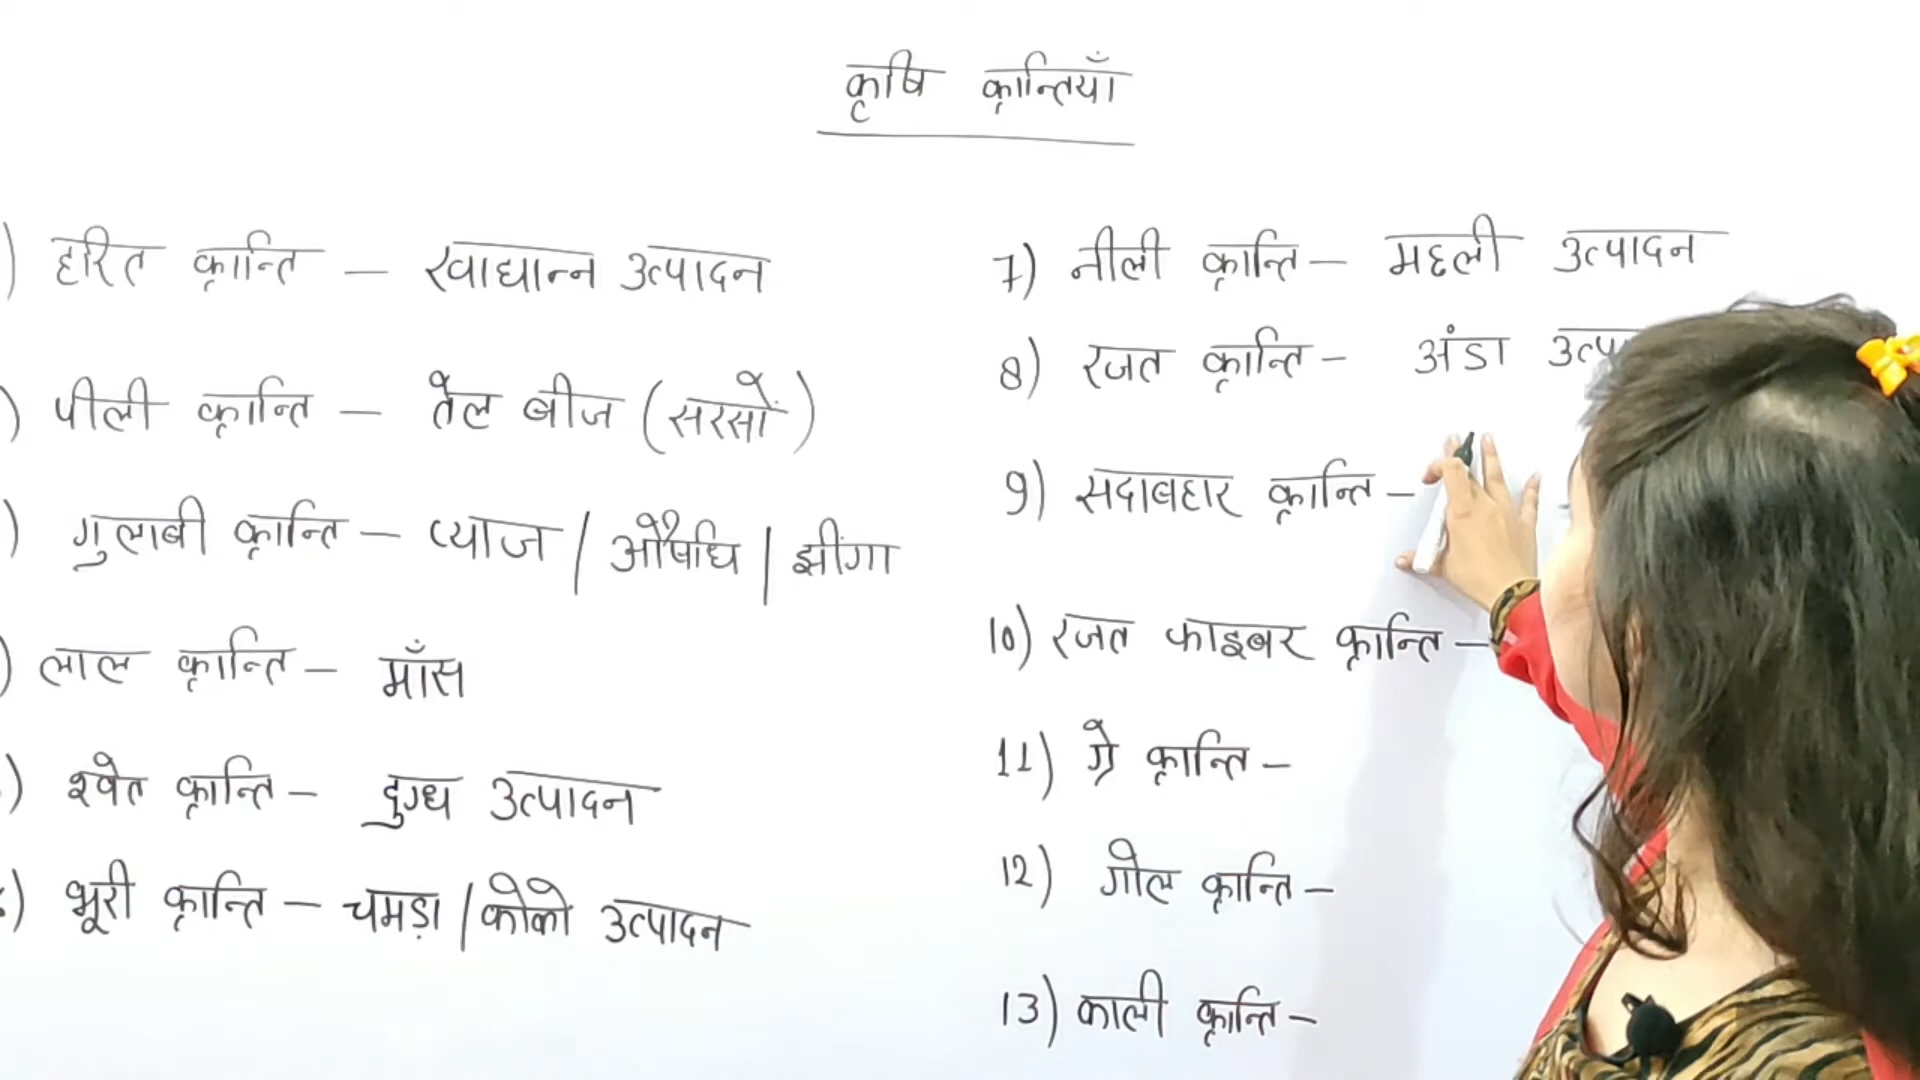 कृषि क्रान्तियाँ
) हरित क्रान्ति – खाद्यान्न उत्पादन
) पीली क्रान्ति – तेल बीज (सरसों)
) गुलाबी क्रान्ति – प्याज / औषधि / झींगा
) लाल क्रान्ति – माँस
) श्वेत क्रान्ति – दुग्ध उत्पादन
) भूरी क्रान्ति – चमड़ा / कोको उत्पादन
7) नीली क्रान्ति – मछली उत्पादन
8) रजत क्रान्ति – अंडा
9) सदाबहार क्रान्ति –
10) रजत फाइबर क्रान्ति –
11) ग्रे क्रान्ति –
12) गोल क्रान्ति –
13) काली क्रान्ति –